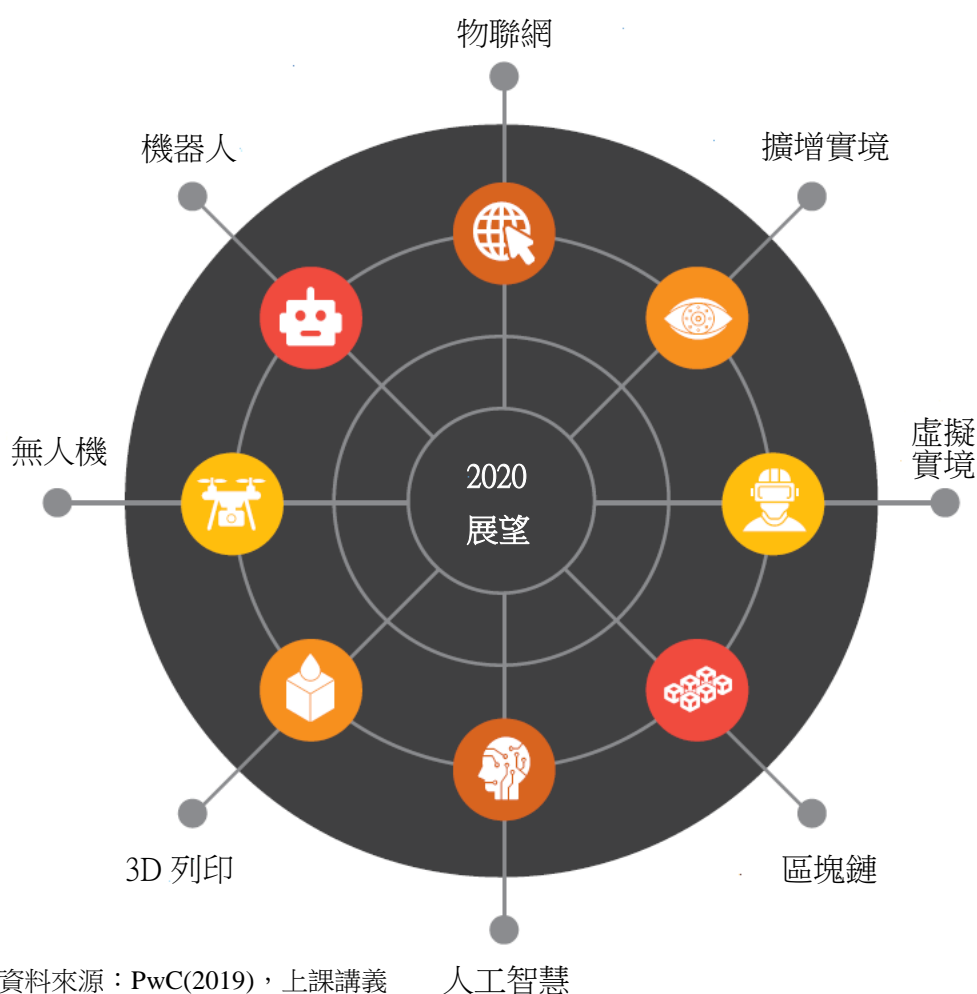 物聯網
機器人
擴增實境
無人機
虛擬
實境
2020
展望
3D 列印
區塊鏈
人工智慧
資料來源：PwC(2019)，上課講義